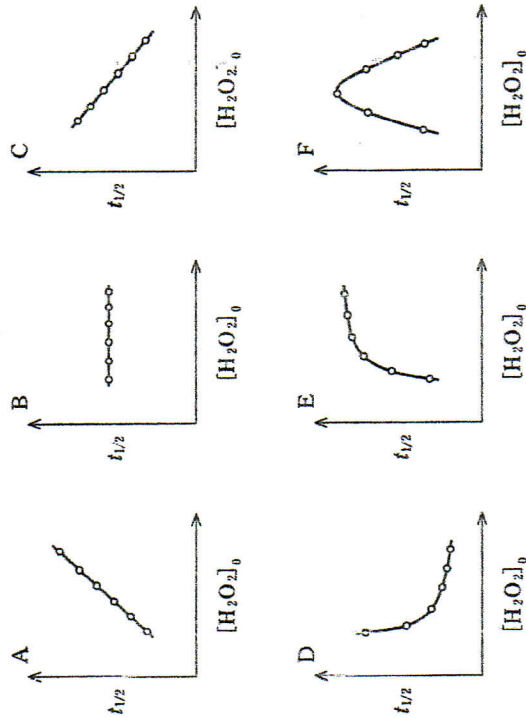 A
t₁/₂
[H₂O₂]₀
B
t₁/₂
[H₂O₂]₀
C
t₁/₂
[H₂O₂]₀
D
t₁/₂
[H₂O₂]₀
E
t₁/₂
[H₂O₂]₀
F
t₁/₂
[H₂O₂]₀